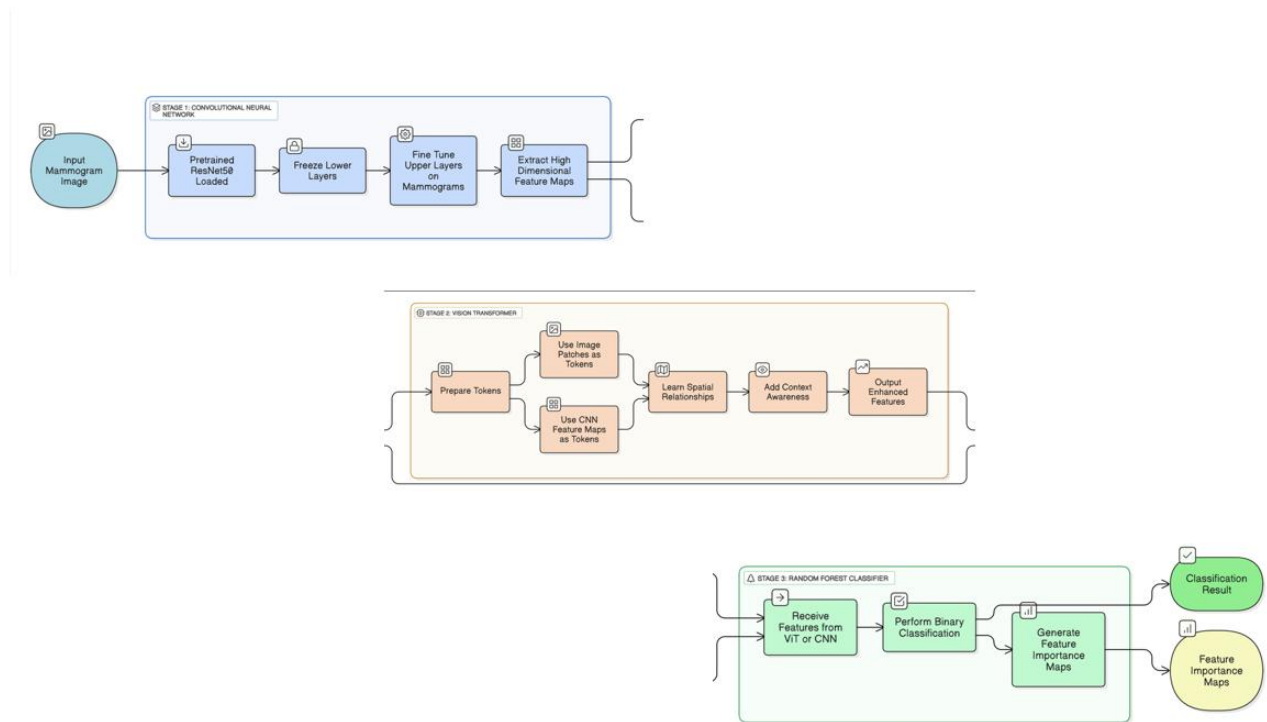 STAGE 1: CONVOLUTIONAL NEURAL
NETWORK
Input
Mammogram
Image
Pretrained
ResNet50
Loaded
Freeze Lower
Layers
Fine Tune
Upper Layers
on
Mammograms
Extract High
Dimensional
Feature Maps
STAGE 2: VISION TRANSFORMER
Prepare Tokens
Use Image
Patches as
Tokens
Use CNN
Feature Maps
as Tokens
Learn Spatial
Relationships
Add Context
Awareness
Output
Enhanced
Features
STAGE 3: RANDOM FOREST CLASSIFIER
Receive
Features from
ViT or CNN
Perform Binary
Classification
Generate
Feature
Importance
Maps
Classification
Result
Feature
Importance
Maps